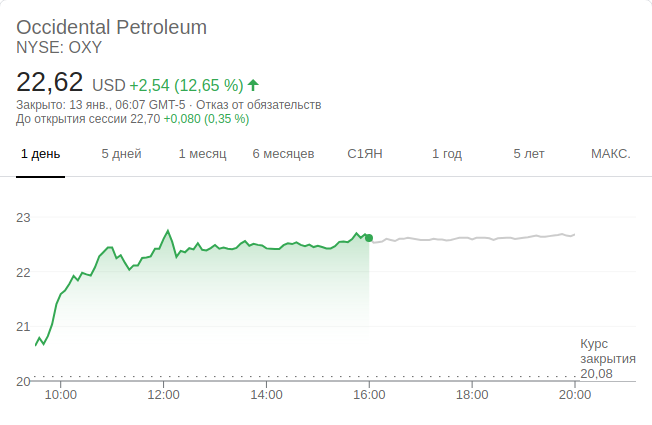 Occidental Petroleum
NYSE: OXY
22,62 USD +2,54 (12,65 %)
Закрыто: 13 янв., 06:07 GMT-5 · Отказ от обязательств
До открытия сессии 22,70 +0,080 (0,35 %)
1 день 5 дней 1 месяц 6 месяцев С1ЯН 1 год 5 лет МАКС.
23
22
21
20
Курс
закрытия
20,08
10:00 12:00 14:00 16:00 18:00 20:00